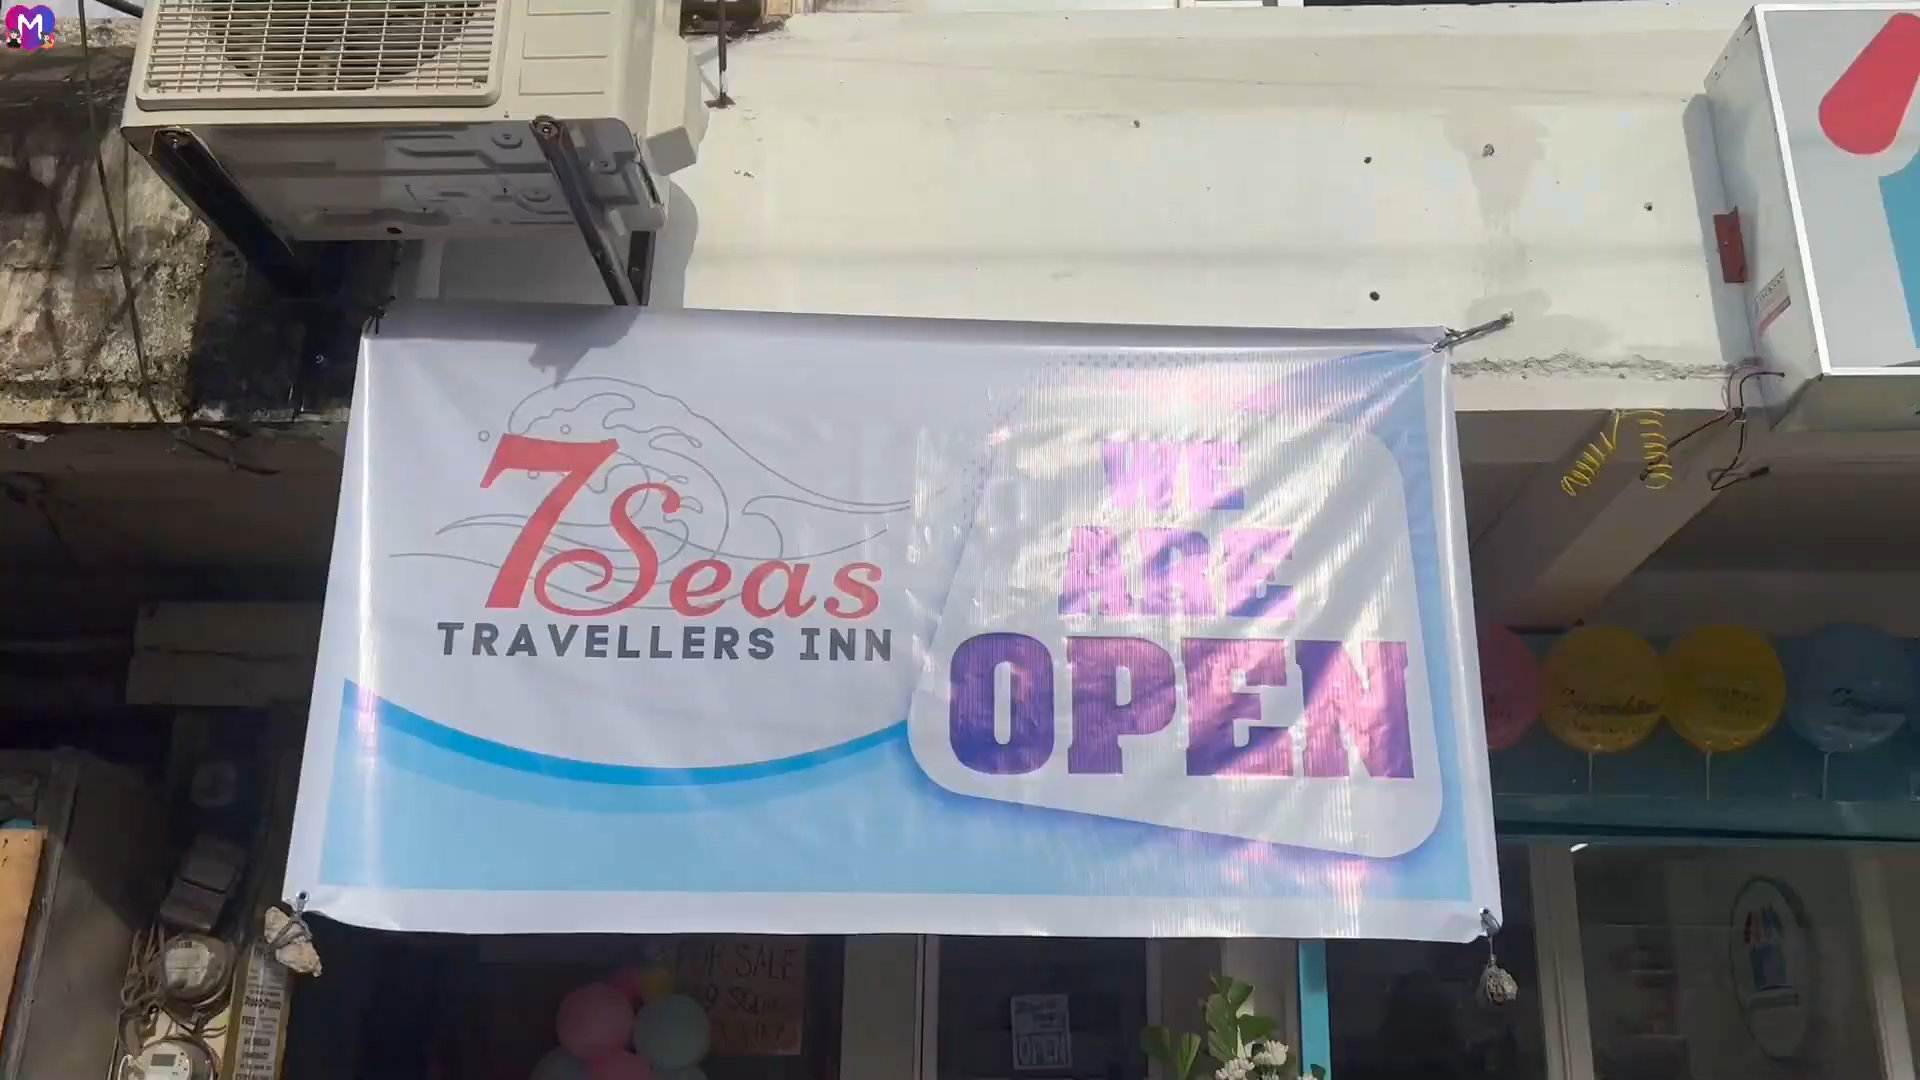 M
7Seas
TRAVELLERS INN
WE
ARE
OPEN
FOR SALE
OPEN